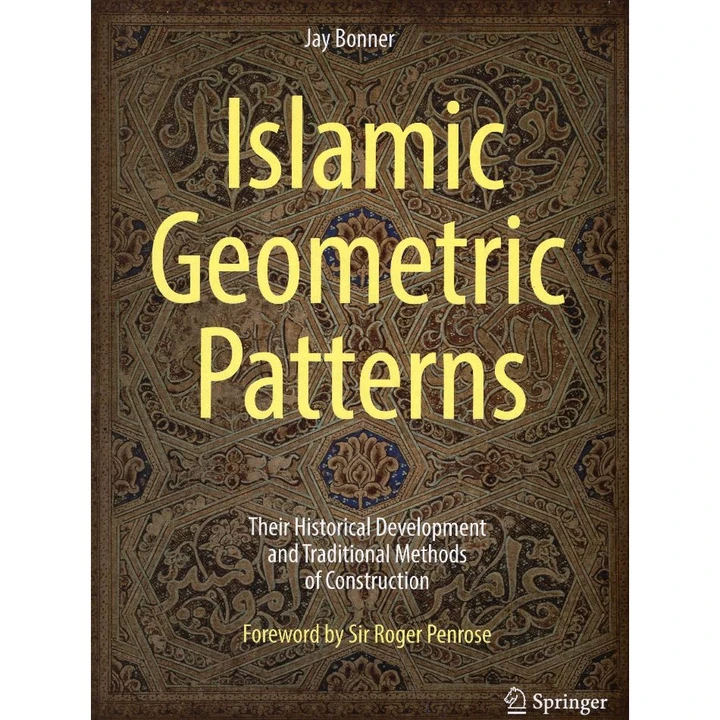 Jay Bonner
Islamic
Geometric
Patterns
Their Historical Development
and Traditional Methods
of Construction
Foreword by Sir Roger Penrose
Springer